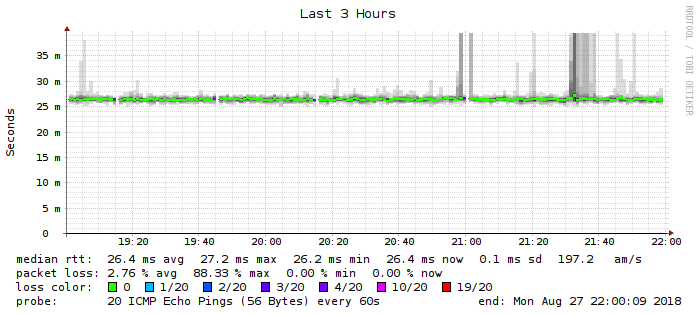 Last 3 Hours
RRDTOOL / TOBI OETIKER
Seconds
35 m
30 m
25 m
20 m
15 m
10 m
5 m
0
19:20 19:40 20:00 20:20 20:40 21:00 21:20 21:40 22:00
median rtt: 26.4 ms avg 27.2 ms max 26.2 ms min 26.4 ms now 0.1 ms sd 197.2 am/s
packet loss: 2.76 % avg 88.33 % max 0.00 % min 0.00 % now
loss color: 0 1/20 2/20 3/20 4/20 10/20 19/20
probe: 20 ICMP Echo Pings (56 Bytes) every 60s end: Mon Aug 27 22:00:09 2018